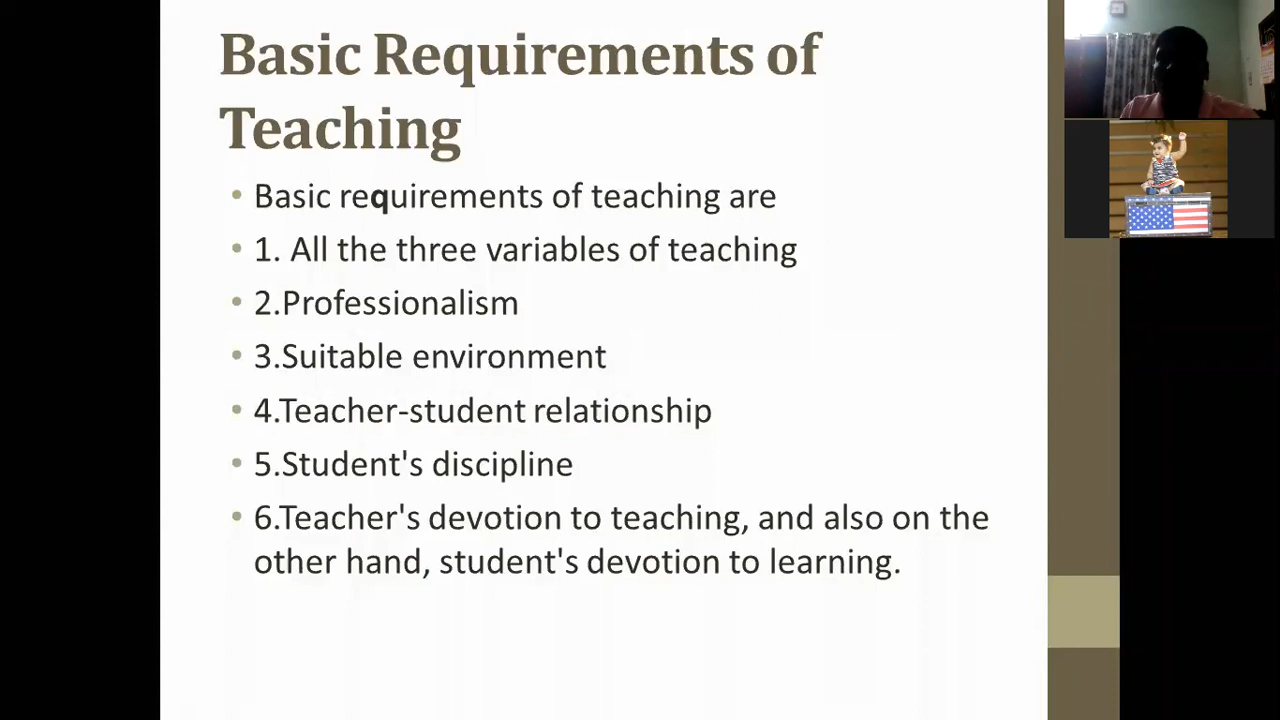 Basic Requirements of
Teaching
• Basic requirements of teaching are
• 1. All the three variables of teaching
• 2.Professionalism
• 3.Suitable environment
• 4.Teacher-student relationship
• 5.Student's discipline
• 6.Teacher's devotion to teaching, and also on the
other hand, student's devotion to learning.